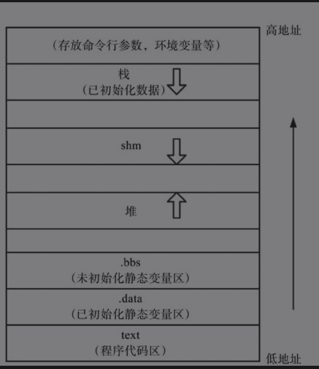 高地址
(存放命令行参数、环境变量等)
栈
(已初始化数据)
shm
堆
.bbs
(未初始化静态变量区)
.data
(已初始化静态变量区)
text
(程序代码区)
低地址